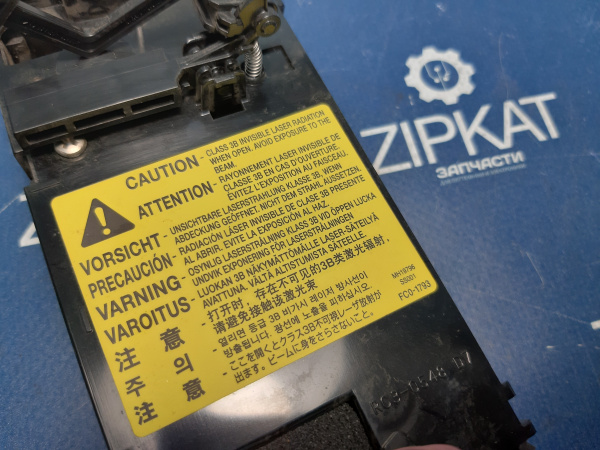 CAUTION - CLASS 3B INVISIBLE LASER RADIATION
WHEN OPEN. AVOID EXPOSURE TO THE
BEAM.
ATTENTION - RAYONNEMENT LASER INVISIBLE DE
CLASSE 3B EN CAS D'OUVERTURE.
EVITEZ L'EXPOSITION AU FAISCEAU.
VORSICHT - UNSICHTBARE LASERSTRAHLUNG KLASSE 3B, WENN
ABDECKUNG GEÖFFNET. NICHT DEM STRAHL AUSSETZEN.
PRECAUCIÓN - RADIACIÓN LÁSER INVISIBLE DE CLASE 3B PRESENTE
AL ABRIR. EVITE LA EXPOSICIÓN AL HAZ.
VARNING - OSYNLIG LASERSTRÅLNING KLASS 3B VID ÖPPEN LUCKA
UNDVIK EXPONERING FÖR LASERSTRÅLNINGEN
VAROITUS - LUOKAN 3B NÄKYMÄTTÖMÄLLE LASER-SÄTEILYÄ
AVATTUNA. VÄLTÄ ALTISTUMISTA SÄTEELLE.
注 意 - 打开时，存在不可见的3B类激光辐射．
请避免接触该激光束
주 의 - 열리면 등급 3B 비가시 레이저 방사선이
방출됩니다. 광선에 노출을 피하십시오.
注 意 - ここを開くとクラス3B不可視レーザ放射が
出ます。ビームに身をさらさないこと。
MH19796
S5001
FC0-1793
ZIPKAT
ЗАПЧАСТИ